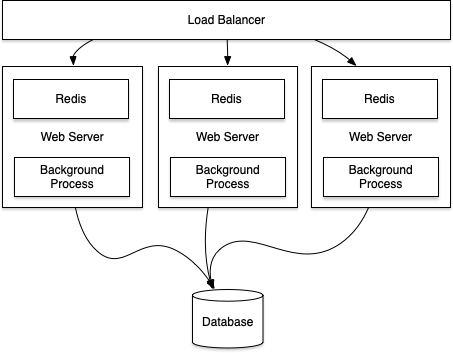 Load Balancer
Redis
Web Server
Background
Process
Redis
Web Server
Background
Process
Redis
Web Server
Background
Process
Database